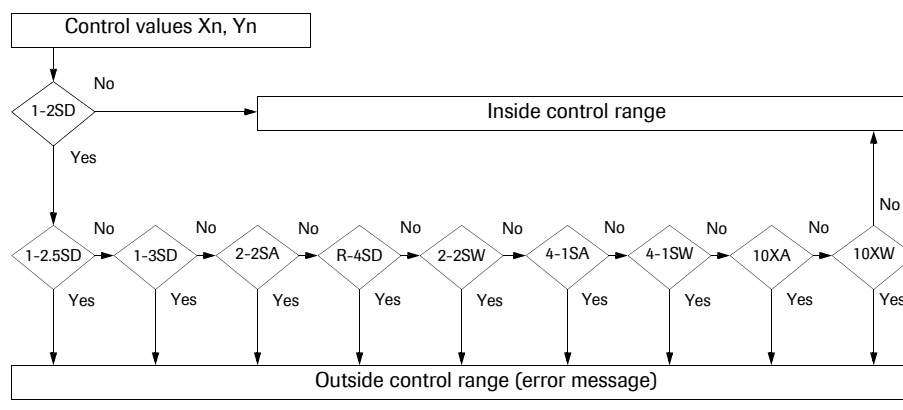 Control values Xn, Yn
No
1-2SD
Inside control range
Yes
No
No
No
No
No
No
No
No
No
1-2.5SD
1-3SD
2-2SA
R-4SD
2-2SW
4-1SA
4-1SW
10XA
10XW
Yes
Yes
Yes
Yes
Yes
Yes
Yes
Yes
Yes
Outside control range (error message)